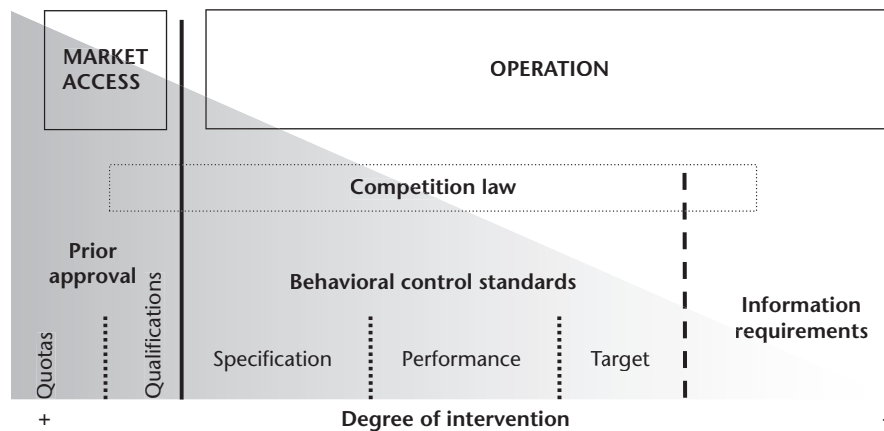 MARKET
ACCESS
OPERATION
Competition law
Prior
approval
Behavioral control standards
Information
requirements
Quotas
Qualifications
Specification
Performance
Target
+
Degree of intervention
-